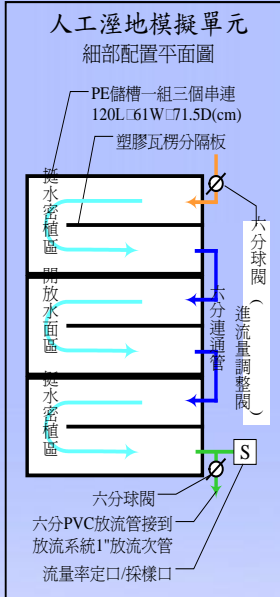 人工溼地模擬單元
細部配置平面圖
PE儲槽一組三個串連
120L□61W□71.5D(cm)
塑膠瓦楞分隔板
挺水密植區
開放水面區
挺水密植區
六分連通管
六分球閥
(進流量調整閥)
S
六分球閥
六分PVC放流管接到
放流系統1"放流次管
流量率定口/採樣口